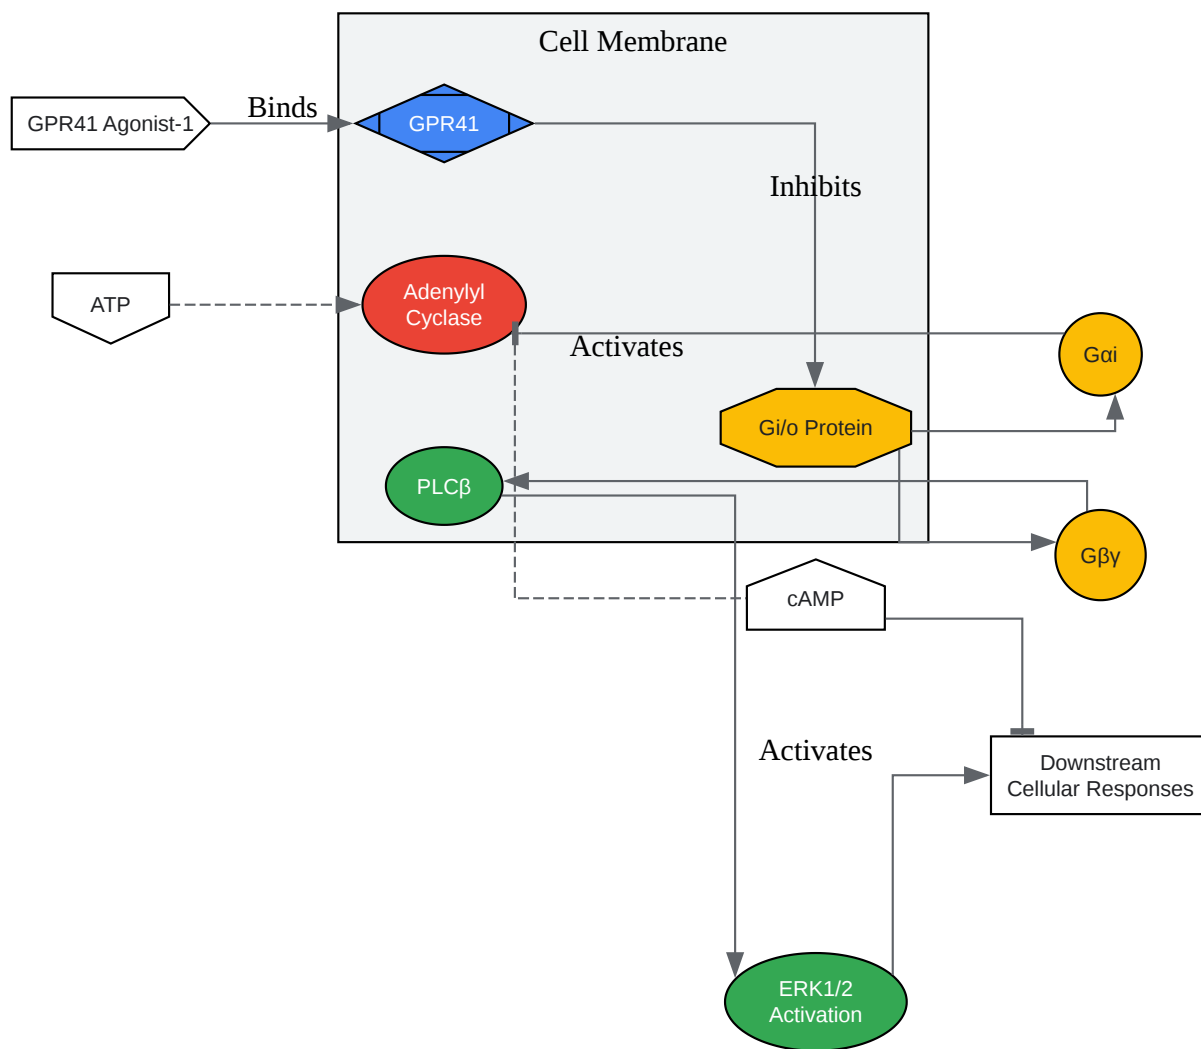 Cell Membrane
GPR41 Agonist-1
Binds
GPR41
Inhibits
ATP
Adenylyl
Cyclase
Activates
Gαi
Gi/o Protein
PLCβ
Gβγ
cAMP
Activates
Downstream
Cellular Responses
ERK1/2
Activation